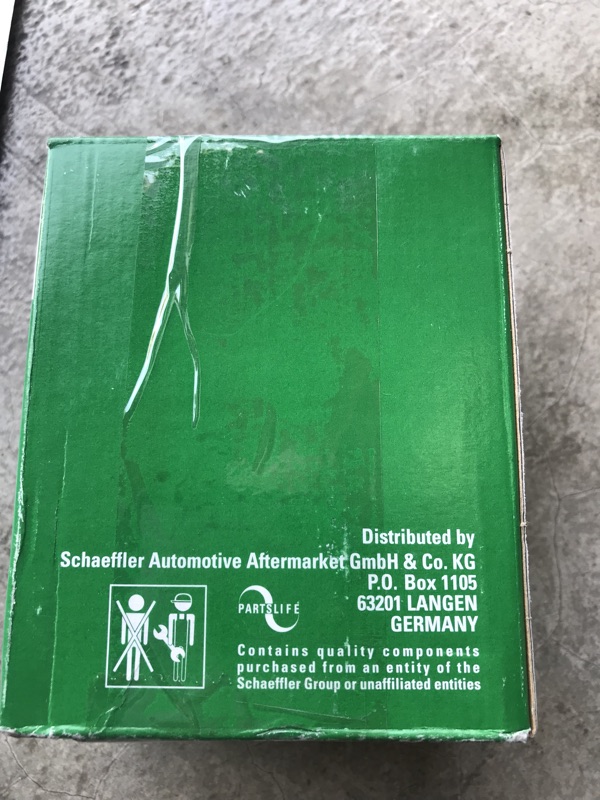 Distributed by
Schaeffler Automotive Aftermarket GmbH & Co. KG
P.O. Box 1105
63201 LANGEN
GERMANY
PARTSLIFE
Contains quality components
purchased from an entity of the
Schaeffler Group or unaffiliated entities